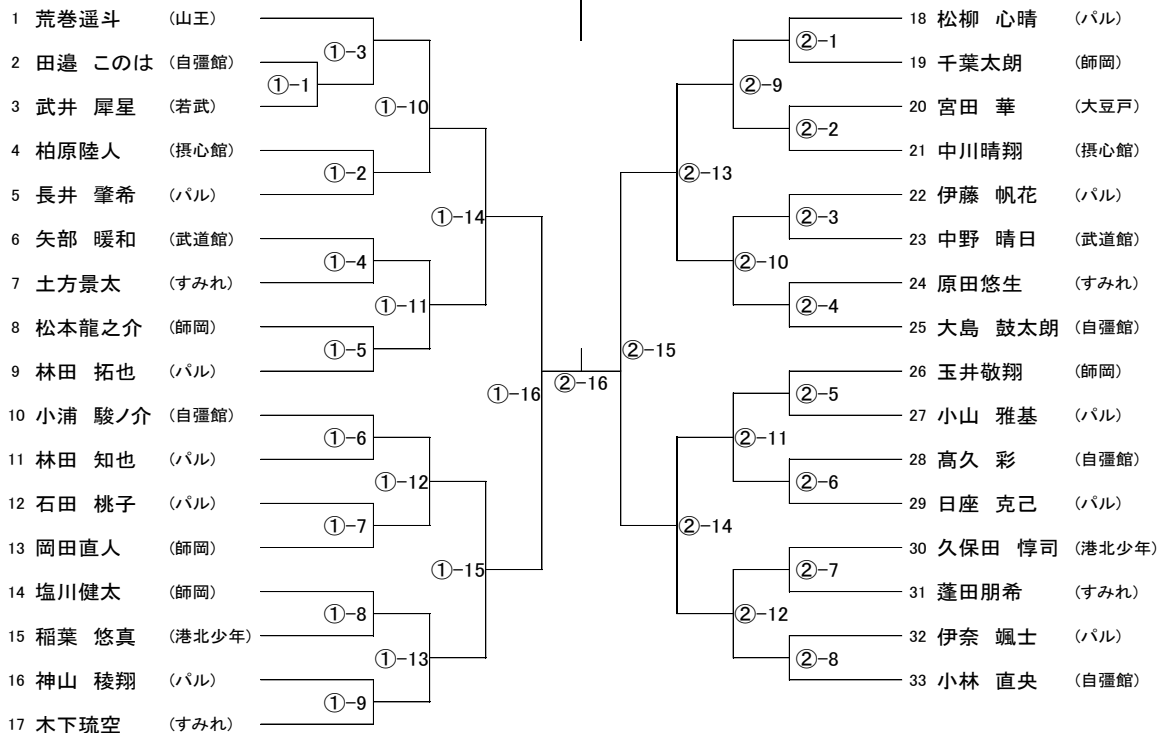 1 荒巻遥斗 (山王)
①-3
2 田邉 このは (自彊館)
①-1
3 武井 犀星 (若武)
①-10
4 柏原陸人 (摂心館)
①-2
5 長井 肇希 (パル)
①-14
6 矢部 暖和 (武道館)
①-4
7 土方景太 (すみれ)
①-11
8 松本龍之介 (師岡)
①-5
9 林田 拓也 (パル)
①-16
10 小浦 駿ノ介 (自彊館)
①-6
11 林田 知也 (パル)
①-12
12 石田 桃子 (パル)
①-7
13 岡田直人 (師岡)
①-15
14 塩川健太 (師岡)
①-8
15 稲葉 悠真 (港北少年)
①-13
16 神山 稜翔 (パル)
①-9
17 木下琉空 (すみれ)
②-16
18 松柳 心晴 (パル)
②-1
19 千葉太朗 (師岡)
②-9
20 宮田 華 (大豆戸)
②-2
21 中川晴翔 (摂心館)
②-13
22 伊藤 帆花 (パル)
②-3
23 中野 晴日 (武道館)
②-10
24 原田悠生 (すみれ)
②-4
25 大島 鼓太朗 (自彊館)
②-15
26 玉井敬翔 (師岡)
②-5
27 小山 雅基 (パル)
②-11
28 髙久 彩 (自彊館)
②-6
29 日座 克己 (パル)
②-14
30 久保田 惇司 (港北少年)
②-7
31 蓬田朋希 (すみれ)
②-12
32 伊奈 颯士 (パル)
②-8
33 小林 直央 (自彊館)